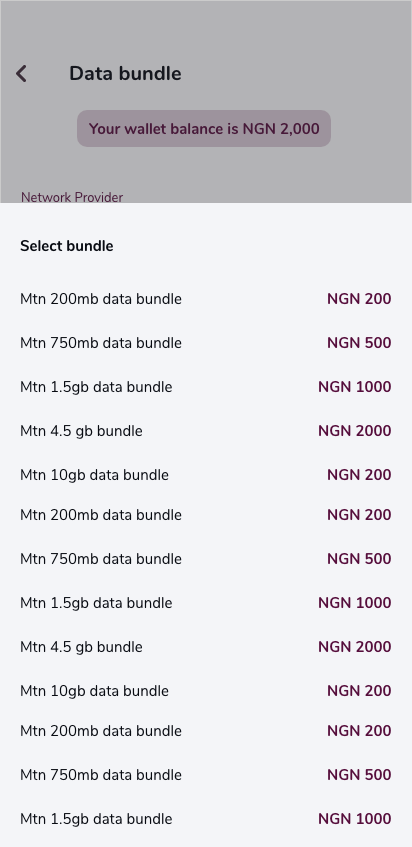 Data bundle
Your wallet balance is NGN 2,000
Network Provider
Select bundle
Mtn 200mb data bundle NGN 200
Mtn 750mb data bundle NGN 500
Mtn 1.5gb data bundle NGN 1000
Mtn 4.5 gb bundle NGN 2000
Mtn 10gb data bundle NGN 200
Mtn 200mb data bundle NGN 200
Mtn 750mb data bundle NGN 500
Mtn 1.5gb data bundle NGN 1000
Mtn 4.5 gb bundle NGN 2000
Mtn 10gb data bundle NGN 200
Mtn 200mb data bundle NGN 200
Mtn 750mb data bundle NGN 500
Mtn 1.5gb data bundle NGN 1000